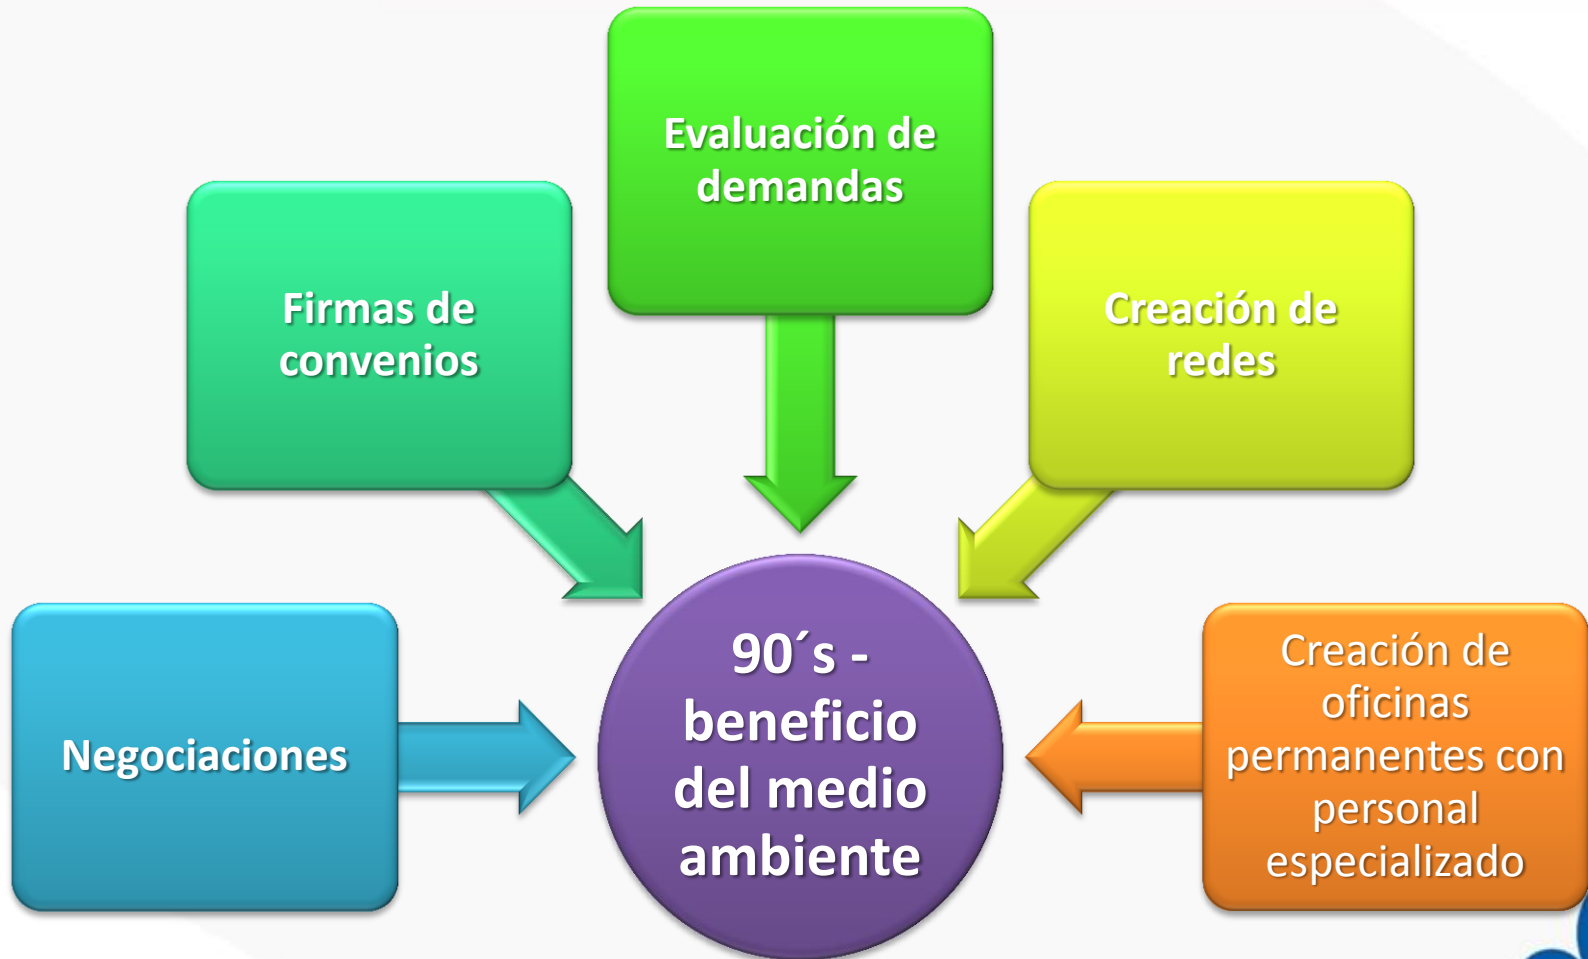 Evaluación de
demandas
Firmas de
convenios
Creación de
redes
Negociaciones
90´s -
beneficio
del medio
ambiente
Creación de
oficinas
permanentes con
personal
especializado